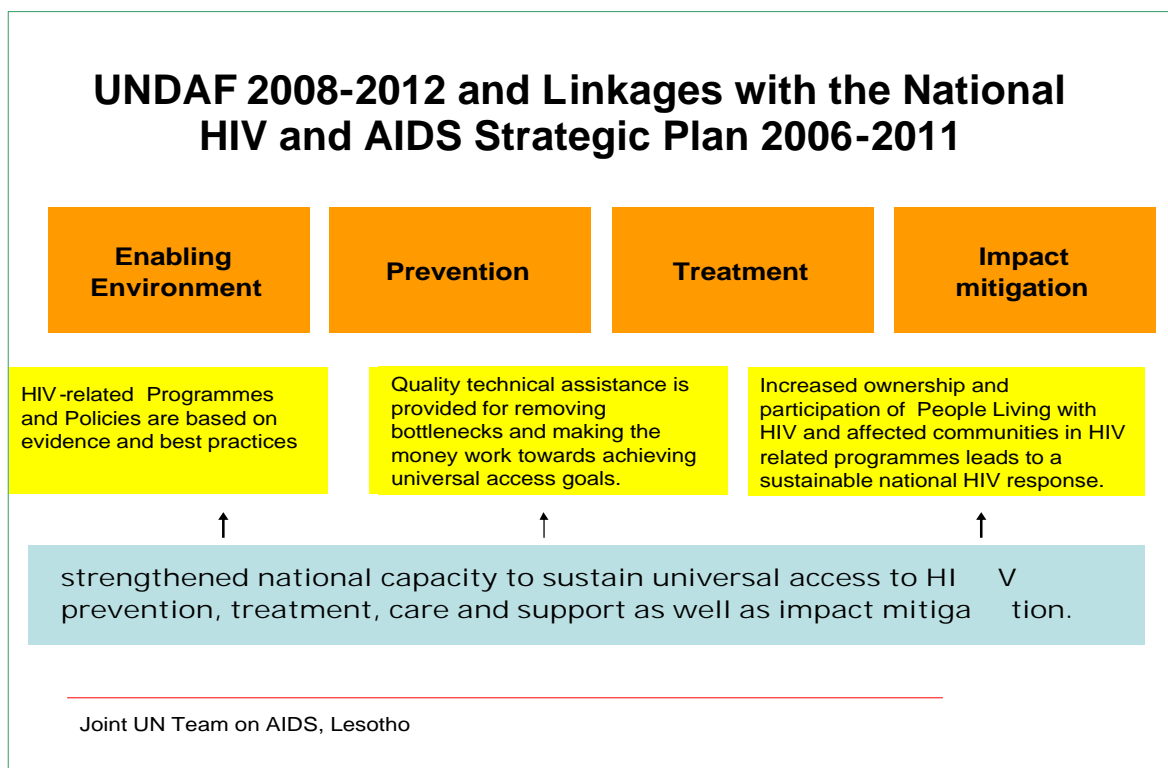 UNDAF 2008-2012 and Linkages with the National
HIV and AIDS Strategic Plan 2006-2011
Enabling
Environment
Prevention
Treatment
Impact
mitigation
HIV-related Programmes
and Policies are based on
evidence and best practices
Quality technical assistance is
provided for removing
bottlenecks and making the
money work towards achieving
universal access goals.
Increased ownership and
participation of People Living with
HIV and affected communities in HIV
related programmes leads to a
sustainable national HIV response.
strengthened national capacity to sustain universal access to HI V
prevention, treatment, care and support as well as impact mitiga tion.
Joint UN Team on AIDS, Lesotho